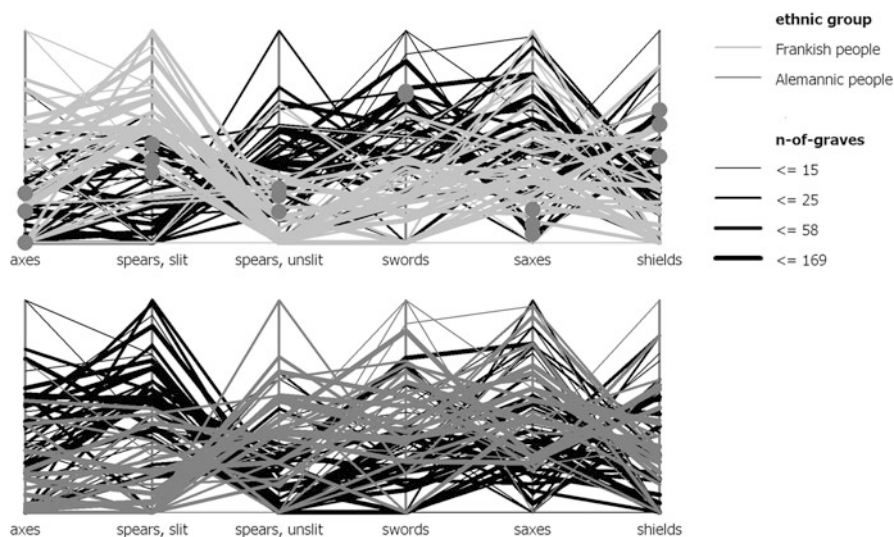 axes spears, slit spears, unslit swords saxes shields
ethnic group
Frankish people
Alemannic people
n-of-graves
<= 15
<= 25
<= 58
<= 169
axes spears, slit spears, unslit swords saxes shields